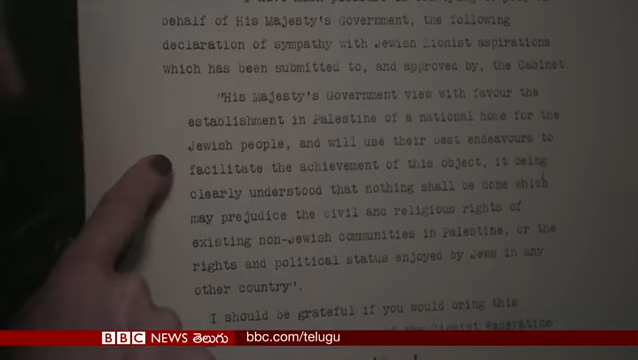 behalf of His Majesty's Government, the following
declaration of sympathy with Jewish Zionist aspirations
which has been submitted to, and approved by, the Cabinet
"His Majesty's Government view with favour the
establishment in Palestine of a national home for the
Jewish people, and will use their best endeavours to
facilitate the achievement of this object, it being
clearly understood that nothing shall be done which
may prejudice the civil and religious rights of
existing non-Jewish communities in Palestine, or the
rights and political status enjoyed by Jews in any
other country".
I should be grateful if you would bring this
Zionist Federation
BBC NEWS తెలుగు bbc.com/telugu